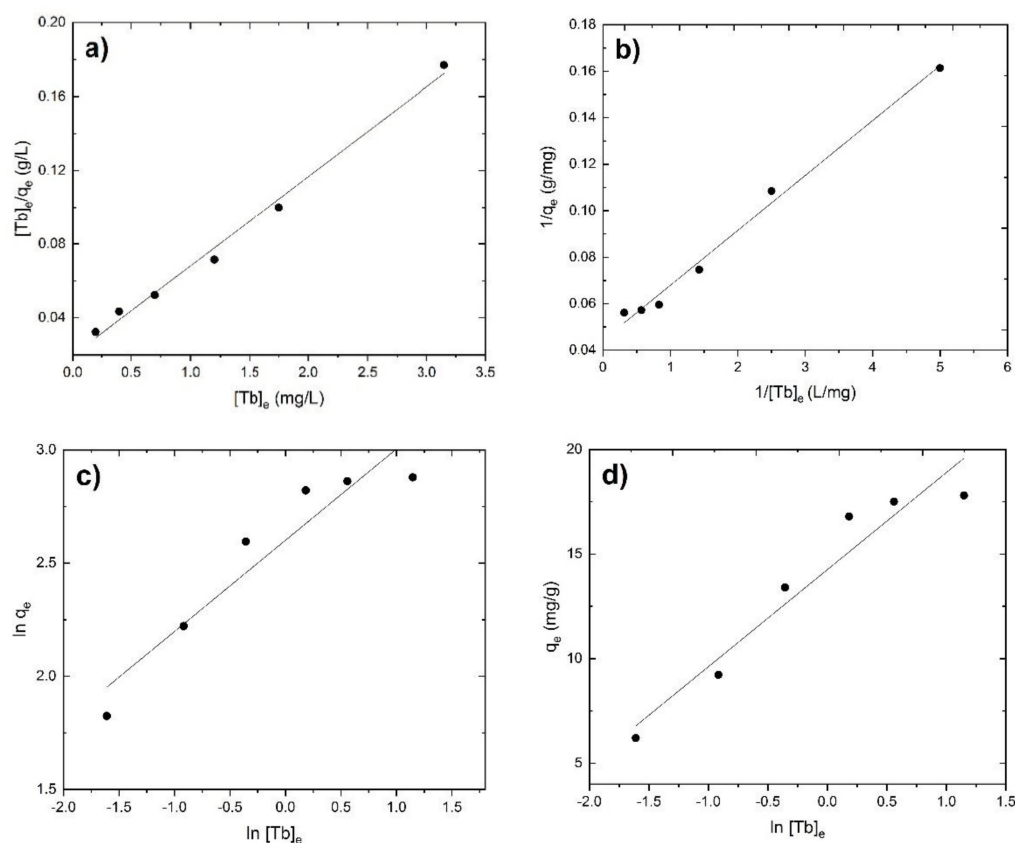 a)
0.20
0.16
0.12
0.08
0.04
[Tb]e/qe (g/L)
0.0 0.5 1.0 1.5 2.0 2.5 3.0 3.5
[Tb]e (mg/L)
b)
0.18
0.16
0.14
0.12
0.10
0.08
0.06
0.04
1/qe (g/mg)
0 1 2 3 4 5 6
1/[Tb]e (L/mg)
c)
3.0
2.5
2.0
1.5
ln qe
-2.0 -1.5 -1.0 -0.5 0.0 0.5 1.0 1.5
ln [Tb]e
d)
20
15
10
5
qe (mg/g)
-2.0 -1.5 -1.0 -0.5 0.0 0.5 1.0 1.5
ln [Tb]e